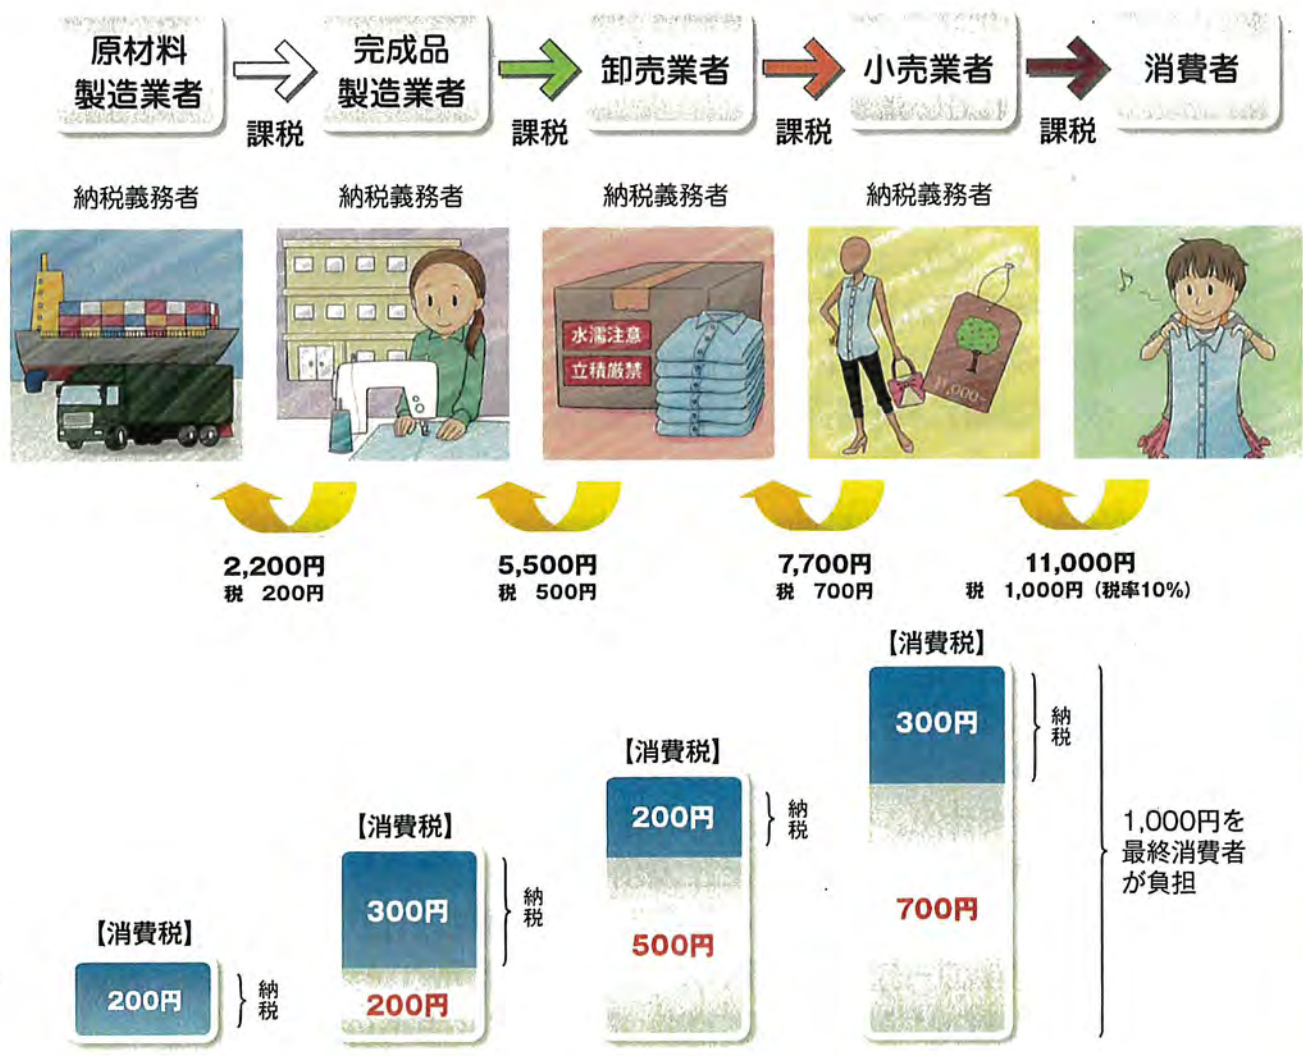 原材料
製造業者
完成品
製造業者
卸売業者
小売業者
消費者
課税
課税
課税
課税
納税義務者
納税義務者
納税義務者
納税義務者
水濡注意
立積厳禁
11,000-
2,200円
税 200円
5,500円
税 500円
7,700円
税 700円
11,000円
税 1,000円（税率10%）
【消費税】
200円
納税
【消費税】
300円
200円
納税
【消費税】
200円
500円
納税
【消費税】
300円
700円
納税
1,000円を
最終消費者
が負担